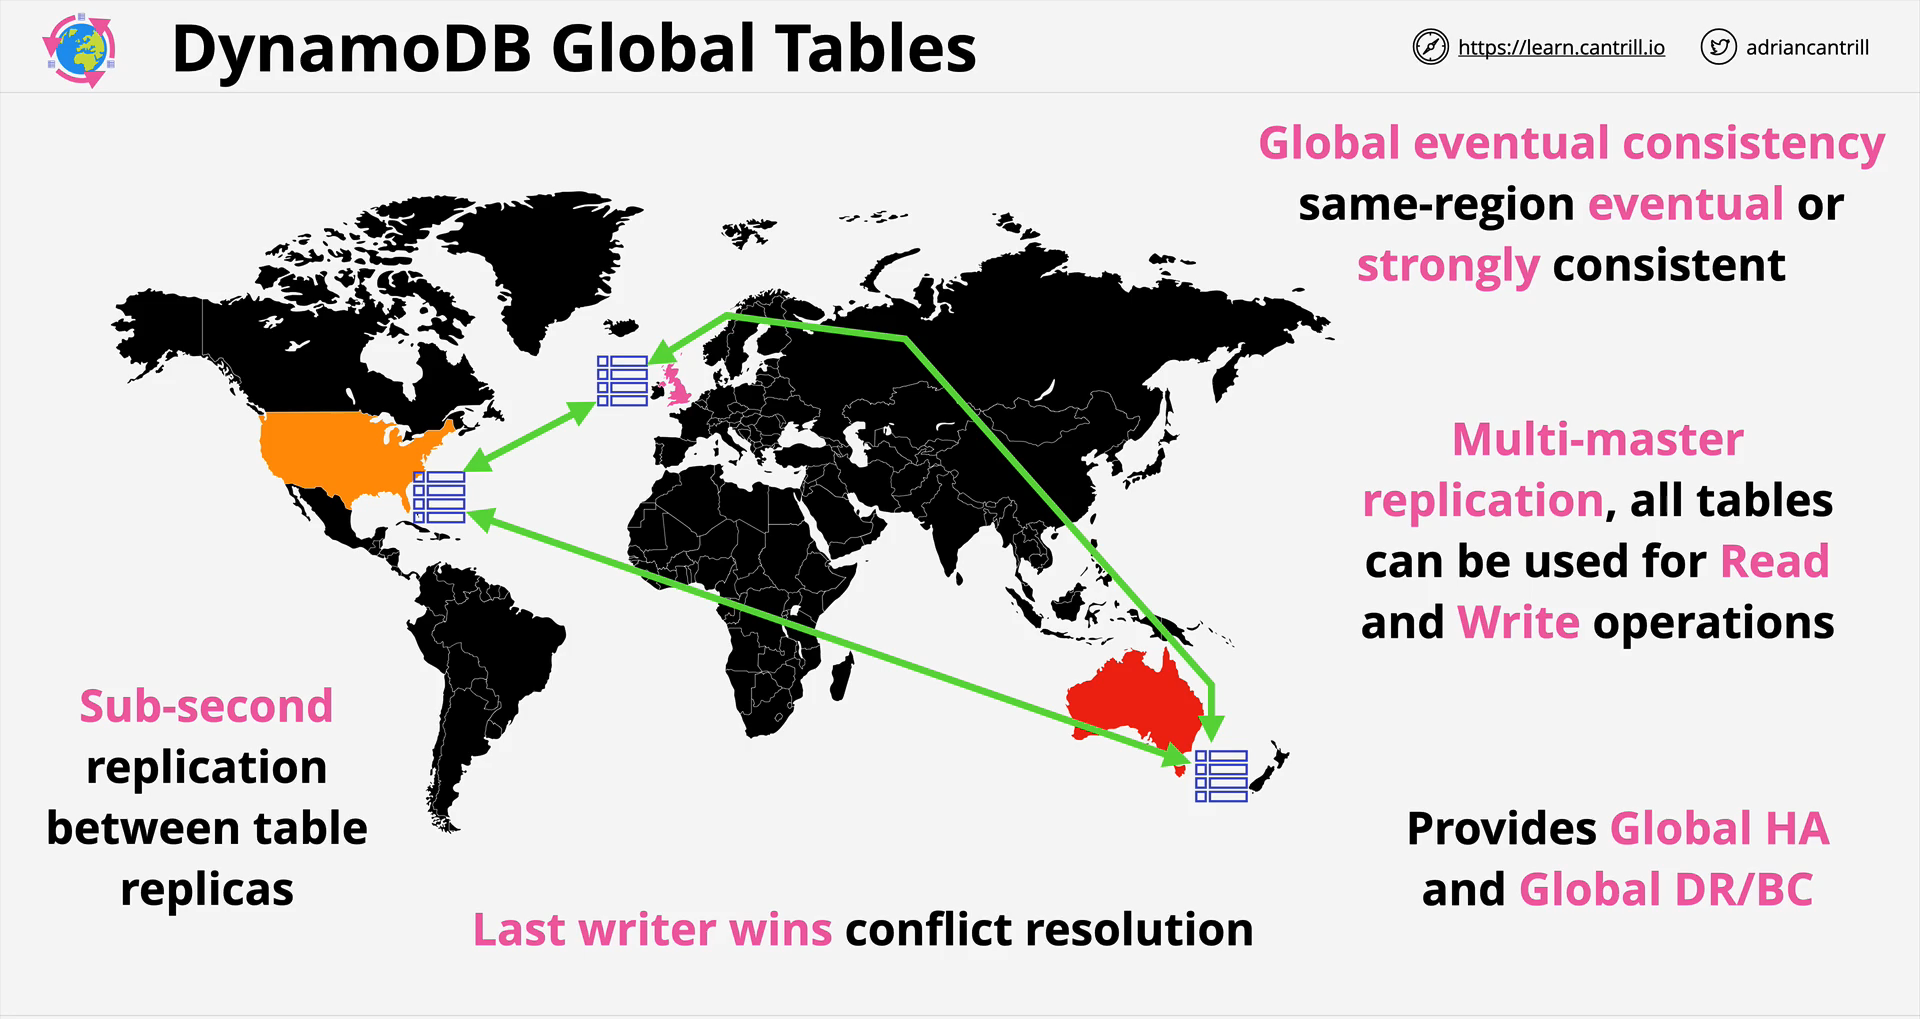 DynamoDB Global Tables
https://learn.cantrill.io
adriancantrill
Global eventual consistency
same-region eventual or
strongly consistent
Multi-master
replication, all tables
can be used for Read
and Write operations
Sub-second
replication
between table
replicas
Provides Global HA
and Global DR/BC
Last writer wins conflict resolution